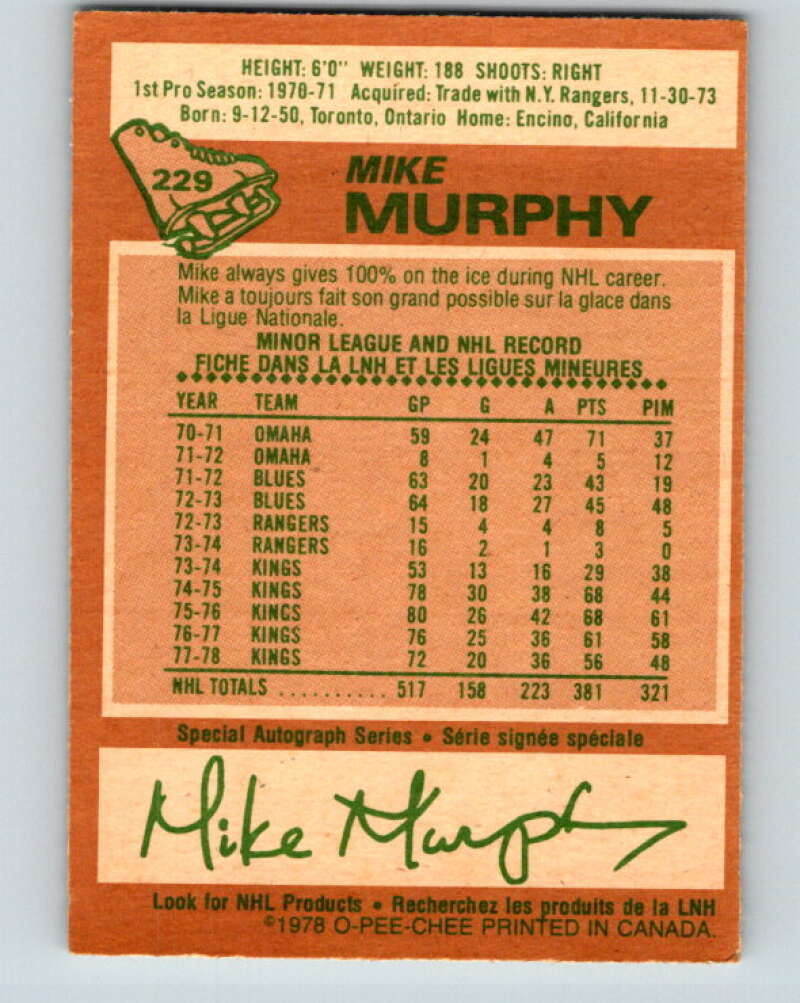 HEIGHT: 6'0" WEIGHT: 188 SHOOTS: RIGHT
1st Pro Season: 1970-71 Acquired: Trade with N.Y. Rangers, 11-30-73
Born: 9-12-50, Toronto, Ontario Home: Encino, California
229
MIKE
MURPHY
Mike always gives 100% on the ice during NHL career.
Mike a toujours fait son grand possible sur la glace dans
la Ligue Nationale.
MINOR LEAGUE AND NHL RECORD
FICHE DANS LA LNH ET LES LIGUES MINEURES
YEAR TEAM GP G A PTS PIM
70-71 OMAHA 59 24 47 71 37
71-72 OMAHA 8 1 4 5 12
71-72 BLUES 63 20 23 43 19
72-73 BLUES 64 18 27 45 48
72-73 RANGERS 15 4 4 8 5
73-74 RANGERS 16 2 1 3 0
73-74 KINGS 53 13 16 29 38
74-75 KINGS 78 30 38 68 44
75-76 KINGS 80 26 42 68 61
76-77 KINGS 76 25 36 61 58
77-78 KINGS 72 20 36 56 48
NHL TOTALS .......... 517 158 223 381 321
Special Autograph Series • Série signée spéciale
Mike Murphy
Look for NHL Products • Recherchez les produits de la LNH
©1978 O-PEE-CHEE PRINTED IN CANADA.